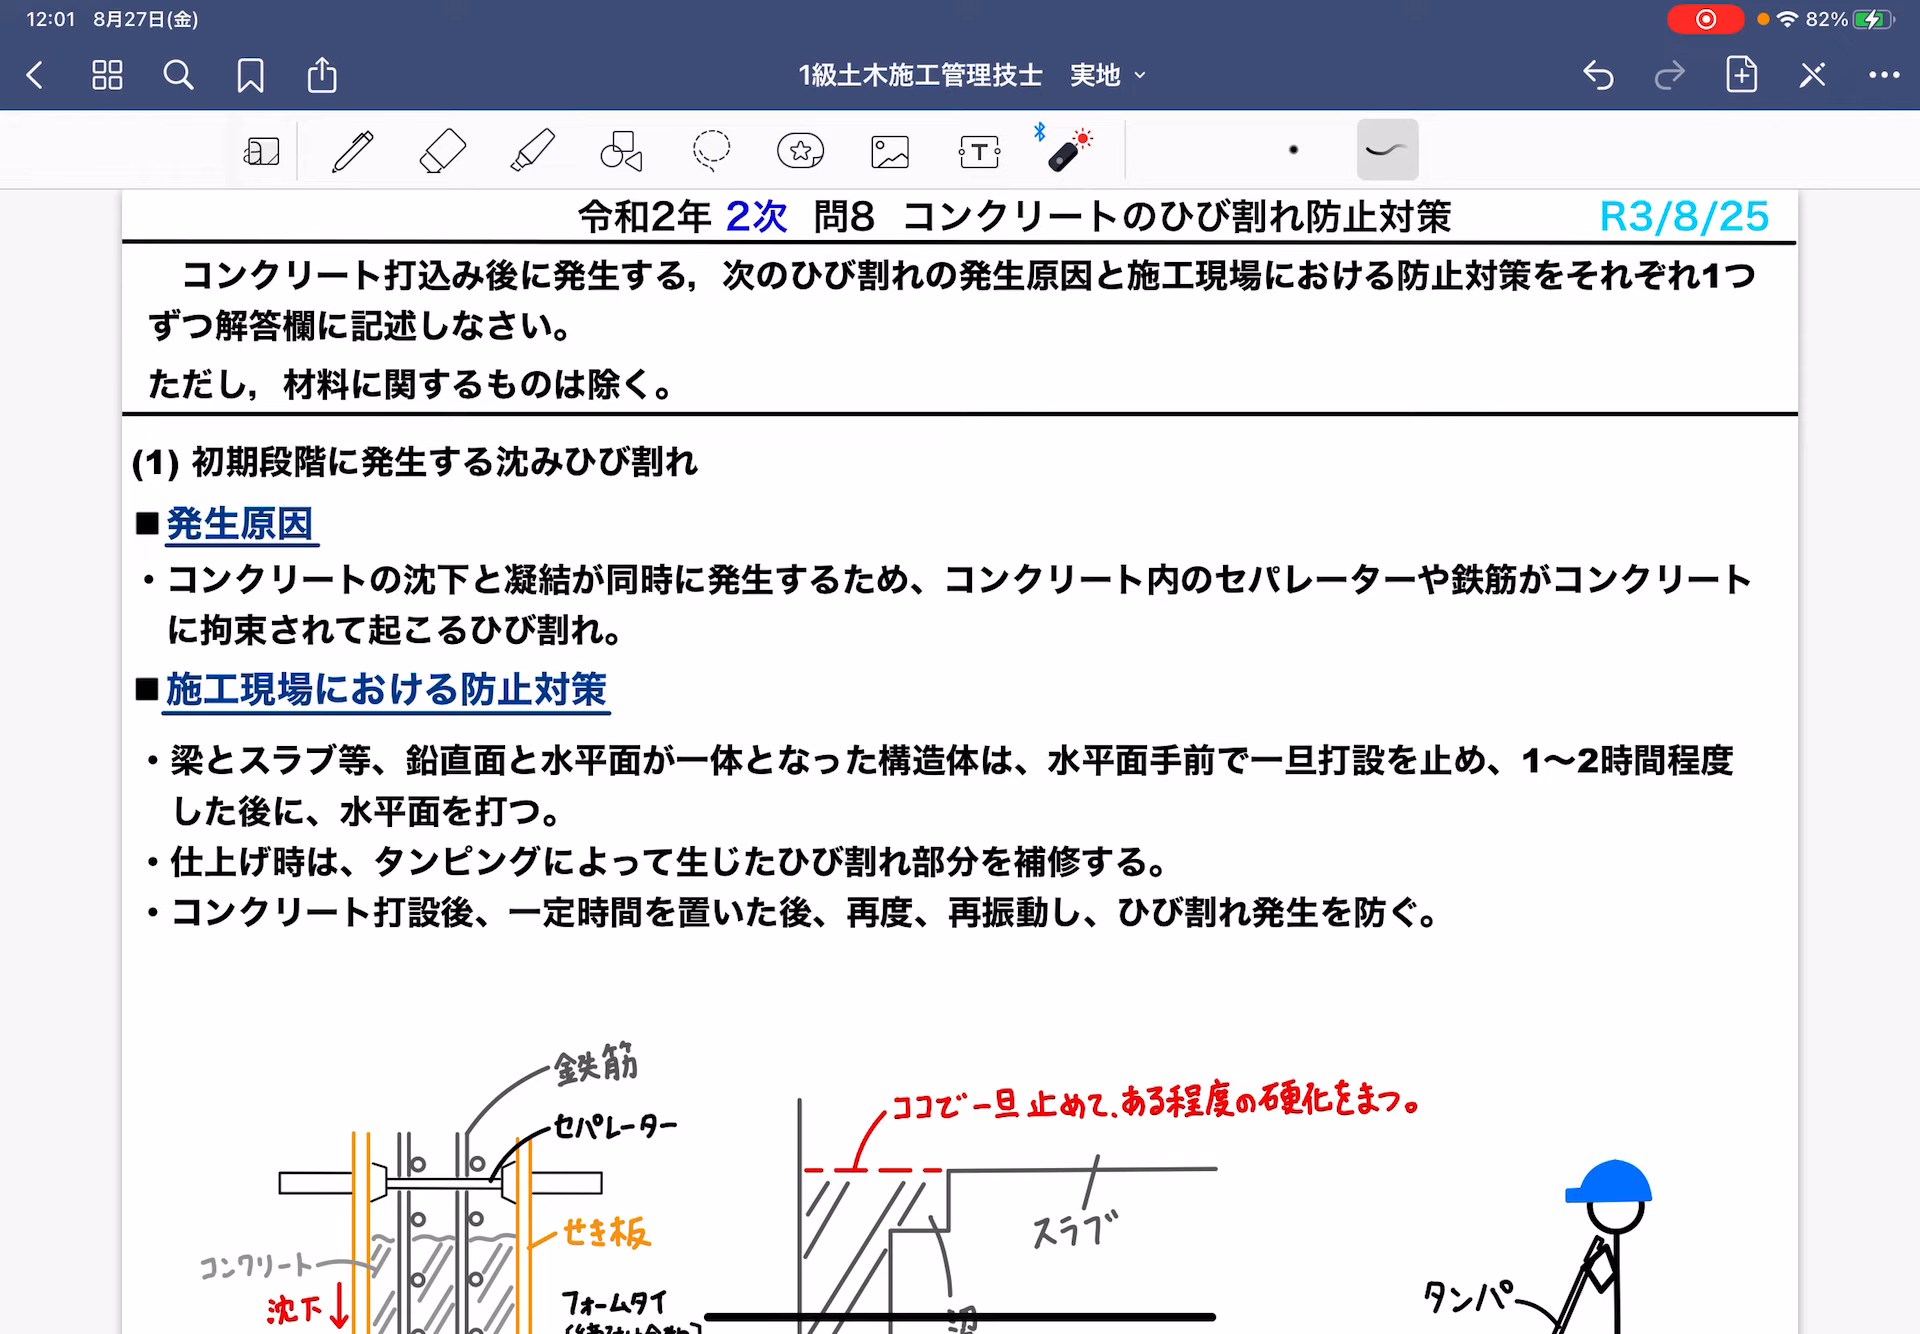 12:01 8月27日(金)
82%
1級土木施工管理技士 実地
令和2年 2次 問8 コンクリートのひび割れ防止対策 R3/8/25
コンクリート打込み後に発生する，次のひび割れの発生原因と施工現場における防止対策をそれぞれ1つ
ずつ解答欄に記述しなさい。
ただし，材料に関するものは除く。
(1) 初期段階に発生する沈みひび割れ
■発生原因
・コンクリートの沈下と凝結が同時に発生するため、コンクリート内のセパレーターや鉄筋がコンクリート
に拘束されて起こるひび割れ。
■施工現場における防止対策
・梁とスラブ等、鉛直面と水平面が一体となった構造体は、水平面手前で一旦打設を止め、1〜2時間程度
した後に、水平面を打つ。
・仕上げ時は、タンピングによって生じたひび割れ部分を補修する。
・コンクリート打設後、一定時間を置いた後、再度、再振動し、ひび割れ発生を防ぐ。
鉄筋
セパレーター
ココで一旦止めて、ある程度の硬化をまつ。
せき板
スラブ
コンクリート
沈下
フォームタイ
タンパ